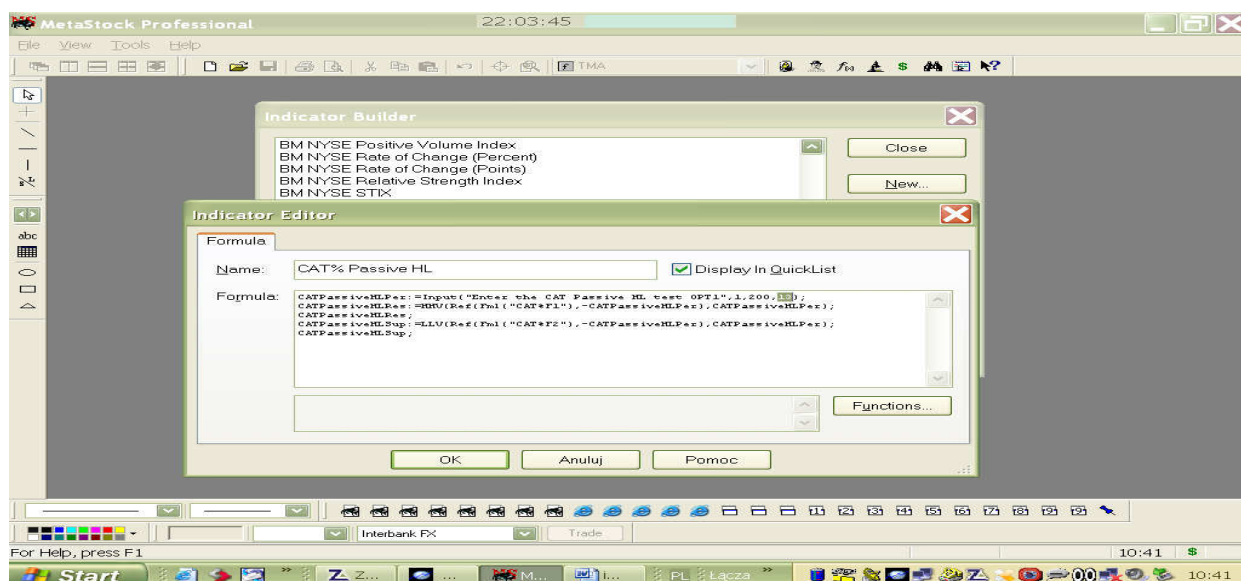 MetaStock Professional
22:03:45
File View Tools Help
TMA
Indicator Builder
BM NYSE Positive Volume Index
BM NYSE Rate of Change (Percent)
BM NYSE Rate of Change (Points)
BM NYSE Relative Strength Index
BM NYSE STIX
Close
New...
Indicator Editor
Formula
Name:
CAT% Passive HL
Display In QuickList
Formula:
CATPassiveHLPer:=Input("Enter the CAT Passive HL test OPT1",1,200,
CATPassiveHLRes:=HHV(Ref(Fml("CAT%F1"),-CATPassiveHLPer),CATPassiveHLPer);
CATPassiveHLRes;
CATPassiveHLSup:=LLV(Ref(Fml("CAT%F2"),-CATPassiveHLPer),CATPassiveHLPer);
CATPassiveHLSup;
Functions...
OK
Anuluj
Pomoc
abc
Interbank FX
Trade
For Help, press F1
10:41 $
Start
Z...
M...
i...
PL
Łącza
10:41